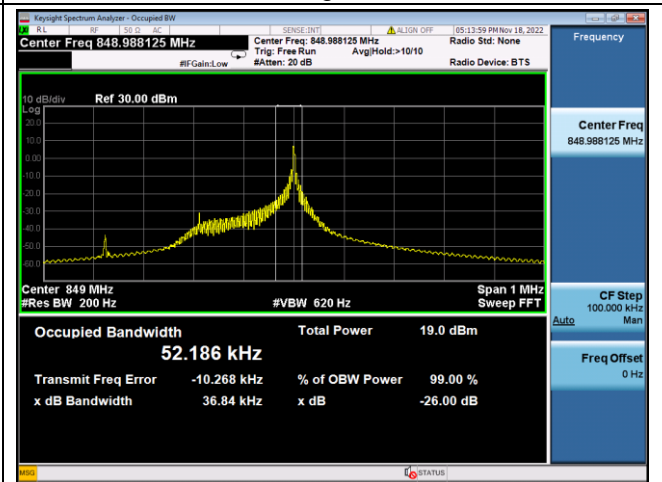 Keysight Spectrum Analyzer - Occupied BW
RL RF 50 Ω AC SENSE:INT ALIGN OFF 05:13:59 PM Nov 18, 2022
Center Freq 848.988125 MHz Center Freq: 848.988125 MHz Radio Std: None Frequency
Trig: Free Run Avg|Hold:>10/10
#IFGain:Low #Atten: 20 dB Radio Device: BTS
10 dB/div Ref 30.00 dBm
Log
20.0
10.0
0.00
-10.0
-20.0
-30.0
-40.0
-50.0
-60.0
Center Freq
848.988125 MHz
Center 849 MHz Span 1 MHz
#Res BW 200 Hz #VBW 620 Hz Sweep FFT
CF Step
100.000 kHz
Auto Man
Occupied Bandwidth Total Power 19.0 dBm
52.186 kHz
Transmit Freq Error -10.268 kHz % of OBW Power 99.00 %
x dB Bandwidth 36.84 kHz x dB -26.00 dB
Freq Offset
0 Hz
MSG STATUS